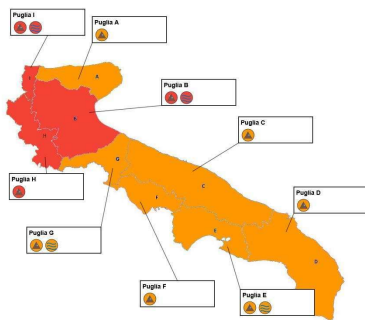 Puglia I
Puglia A
Puglia B
Puglia C
Puglia H
Puglia D
Puglia G
Puglia F
Puglia E
I
A
B
H
G
C
F
E
D